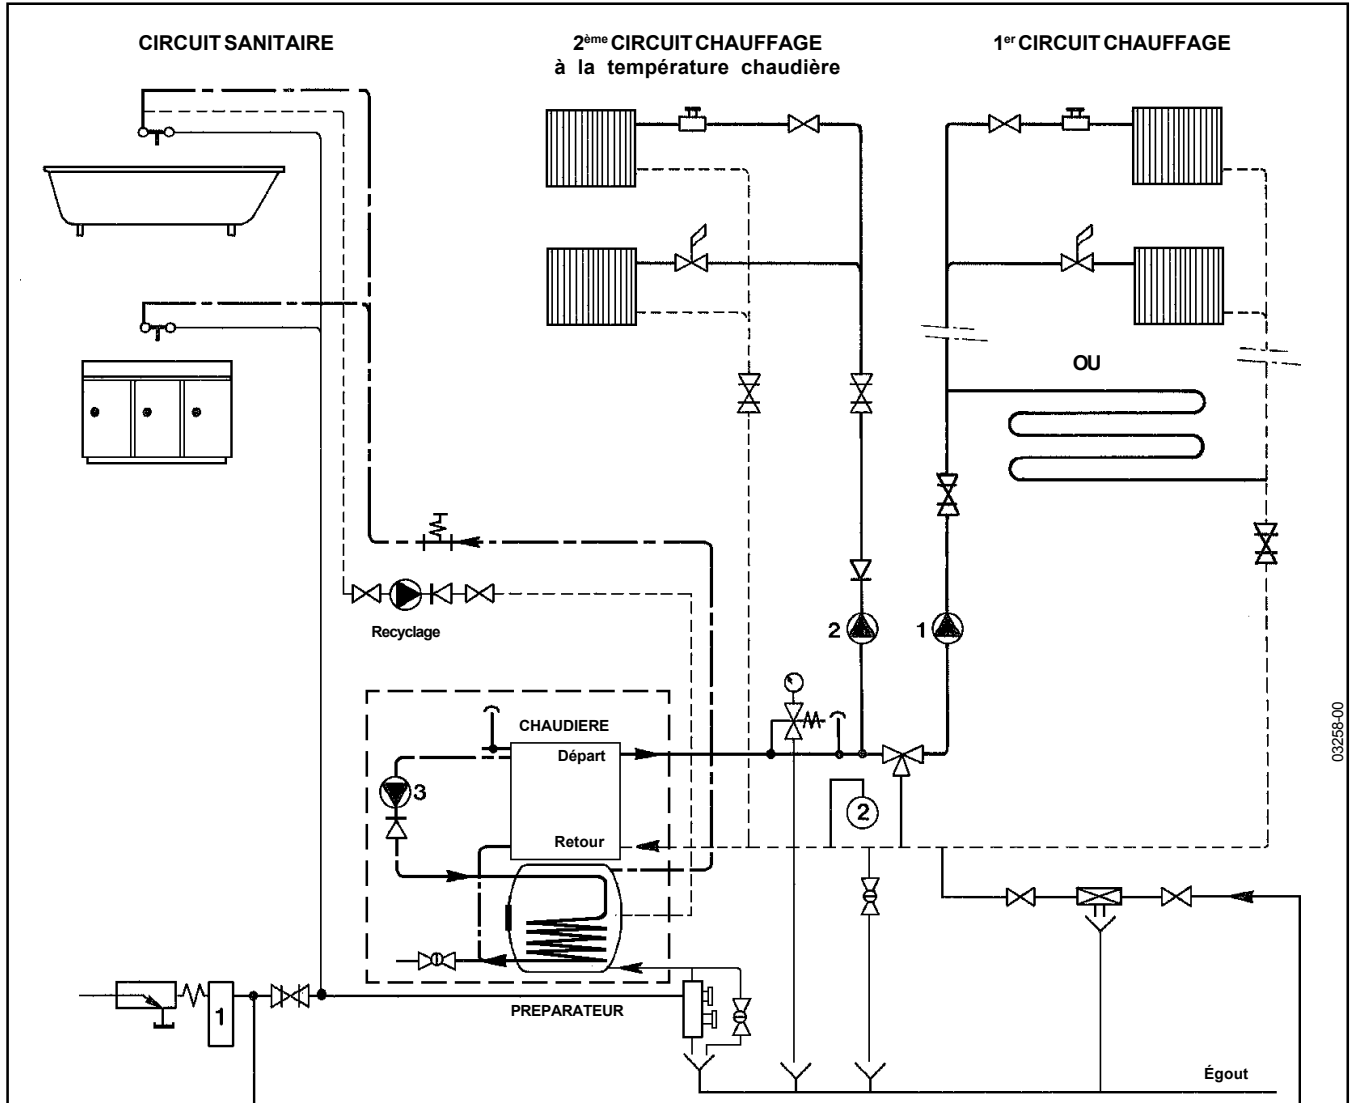 CIRCUIT SANITAIRE
2ème CIRCUIT CHAUFFAGE
à la température chaudière
1er CIRCUIT CHAUFFAGE
OU
Recyclage
2
1
CHAUDIERE
Départ
3
2
Retour
03258-00
1
PREPARATEUR
Égout